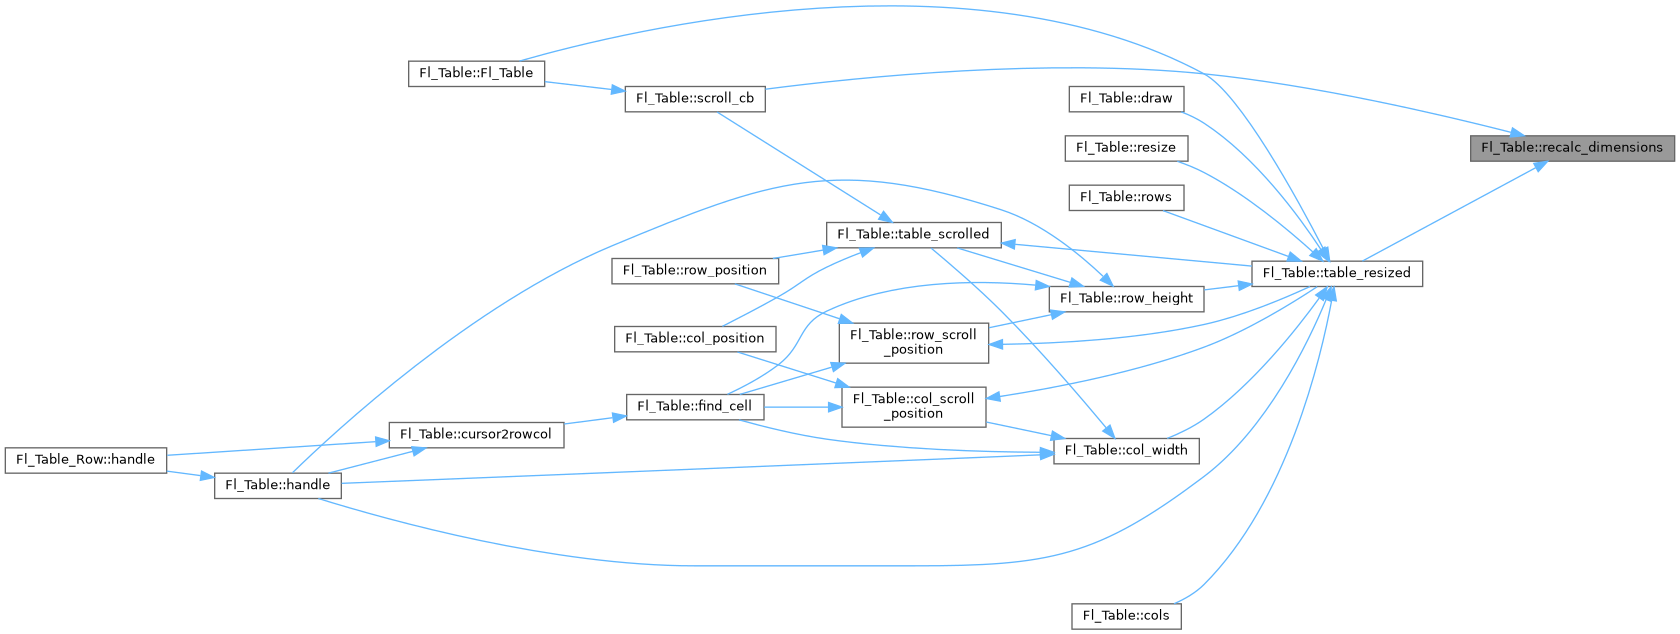 Fl_Table::Fl_Table
Fl_Table::scroll_cb
Fl_Table::draw
Fl_Table::resize
Fl_Table::recalc_dimensions
Fl_Table::rows
Fl_Table::table_scrolled
Fl_Table::row_position
Fl_Table::table_resized
Fl_Table::row_height
Fl_Table::col_position
Fl_Table::row_scroll
_position
Fl_Table::find_cell
Fl_Table::col_scroll
_position
Fl_Table::cursor2rowcol
Fl_Table::col_width
Fl_Table_Row::handle
Fl_Table::handle
Fl_Table::cols